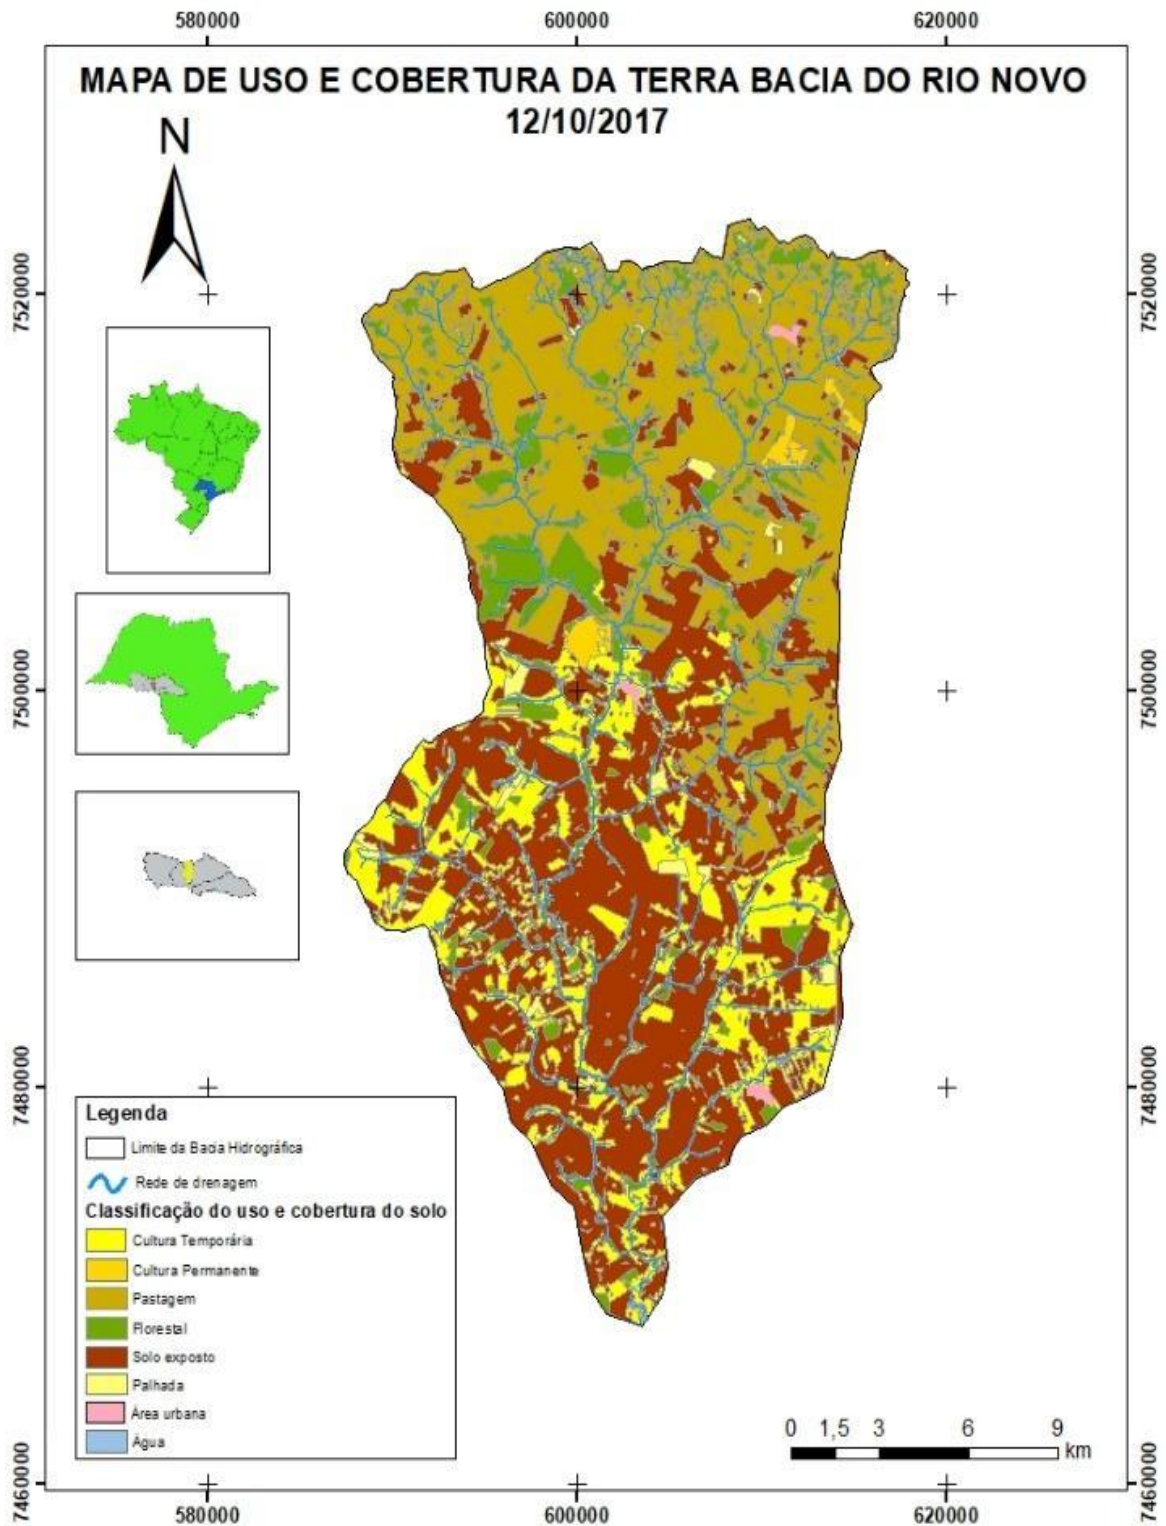 580000 600000 620000
MAPA DE USO E COBERTURA DA TERRA BACIA DO RIO NOVO
12/10/2017
N
7520000 7520000
7500000 7500000
7480000 7480000
Legenda
Limite da Bacia Hidrográfica
Rede de drenagem
Classificação do uso e cobertura do solo
Cultura Temporária
Cultura Permanente
Pastagem
Florestal
Solo exposto
Palhada
Área urbana
Água
0 1,5 3 6 9
km
7460000 7460000
580000 600000 620000